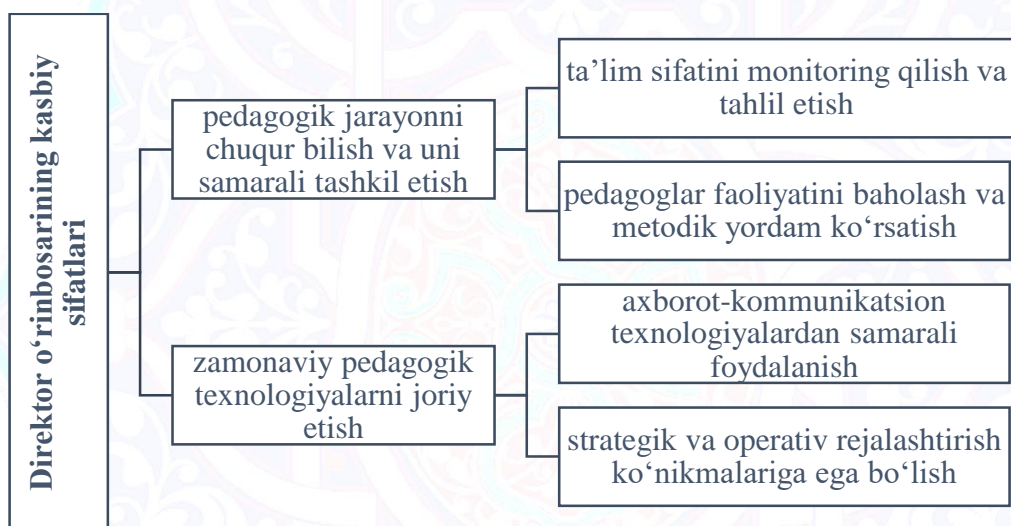 Direktor o‘rinbosarining kasbiy
sifatlari
pedagogik jarayonni
chuqur bilish va uni
samarali tashkil etish
ta’lim sifatini monitoring qilish va
tahlil etish
pedagoglar faoliyatini baholash va
metodik yordam ko‘rsatish
zamonaviy pedagogik
texnologiyalarni joriy
etish
axborot-kommunikatsion
texnologiyalardan samarali
foydalanish
strategik va operativ rejalashtirish
ko‘nikmalariga ega bo‘lish